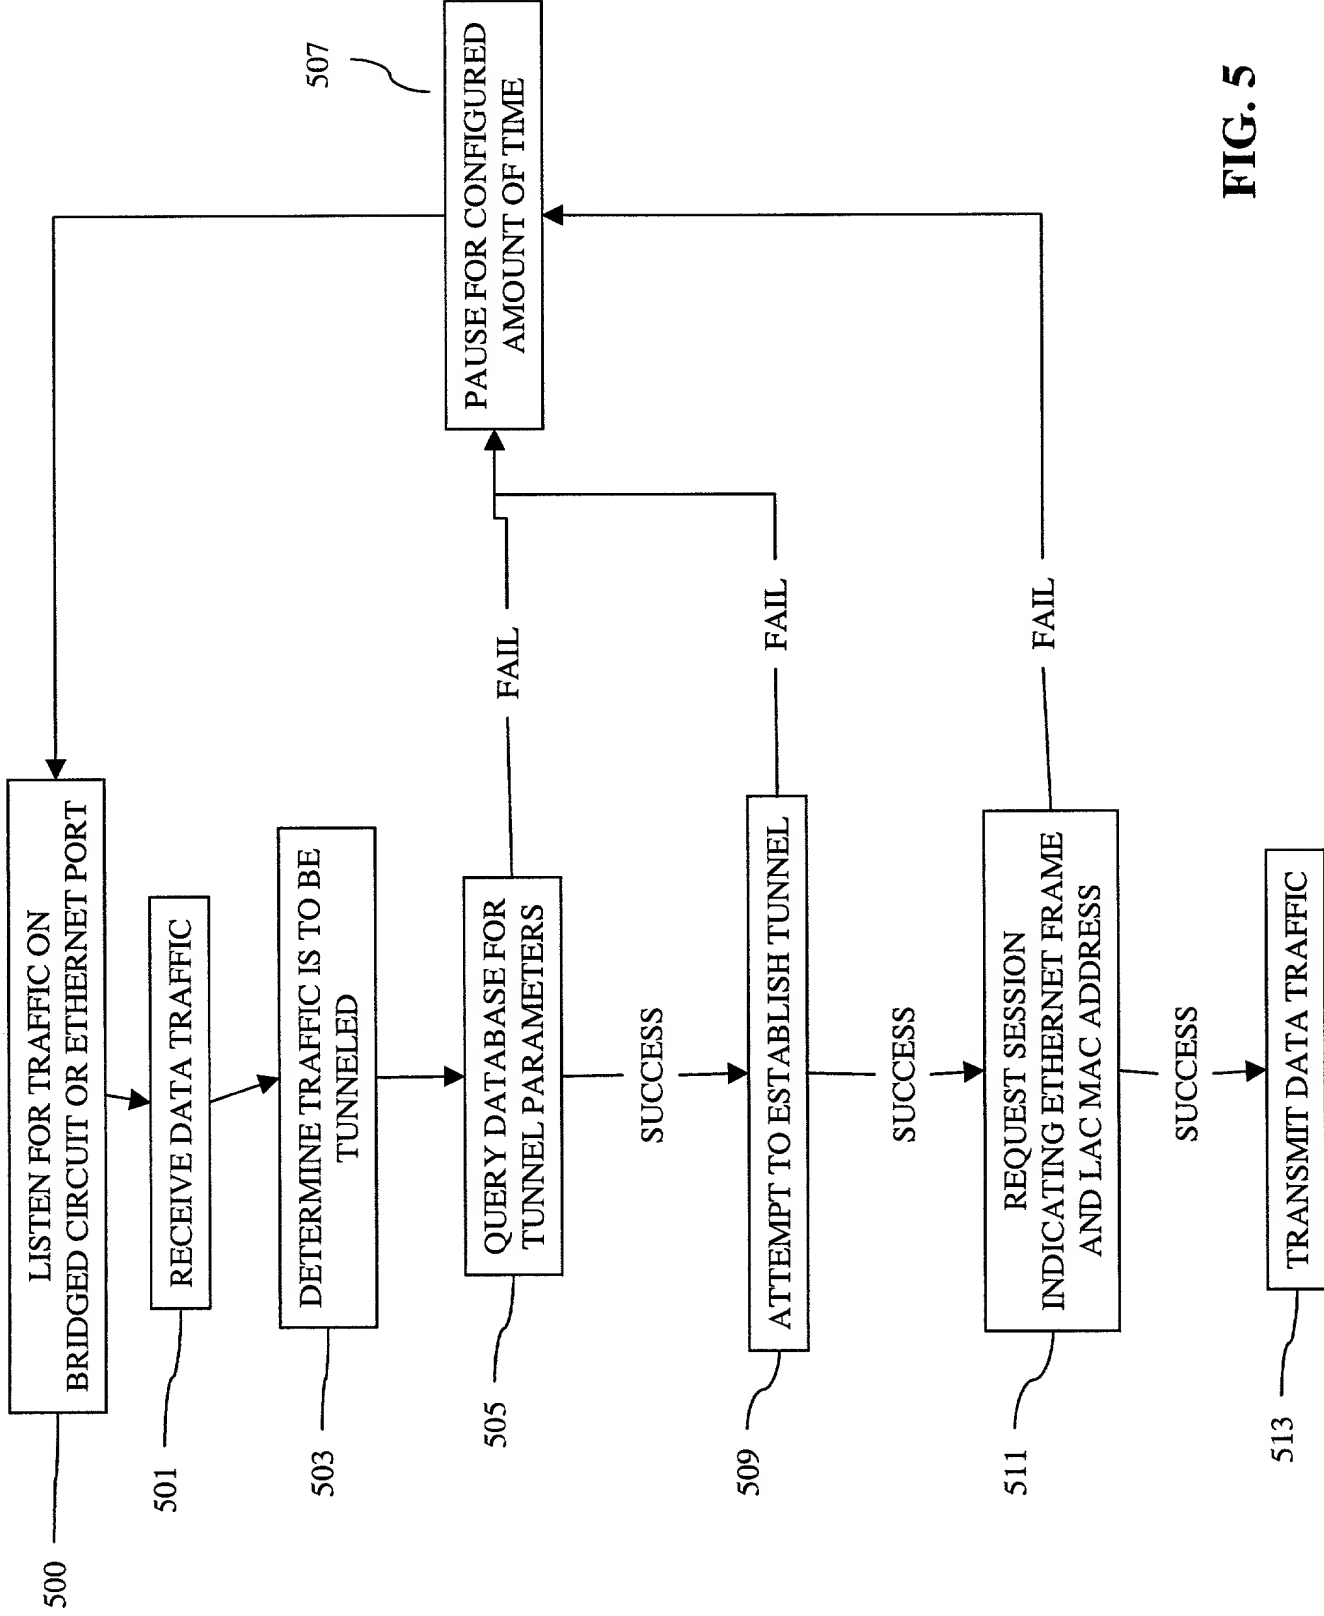 500
LISTEN FOR TRAFFIC ON
BRIDGED CIRCUIT OR ETHERNET PORT
501
RECEIVE DATA TRAFFIC
503
DETERMINE TRAFFIC IS TO BE
TUNNELED
505
QUERY DATABASE FOR
TUNNEL PARAMETERS
FAIL
507
PAUSE FOR CONFIGURED
AMOUNT OF TIME
SUCCESS
509
ATTEMPT TO ESTABLISH TUNNEL
FAIL
SUCCESS
511
REQUEST SESSION
INDICATING ETHERNET FRAME
AND LAC MAC ADDRESS
FAIL
SUCCESS
513
TRANSMIT DATA TRAFFIC
FIG. 5